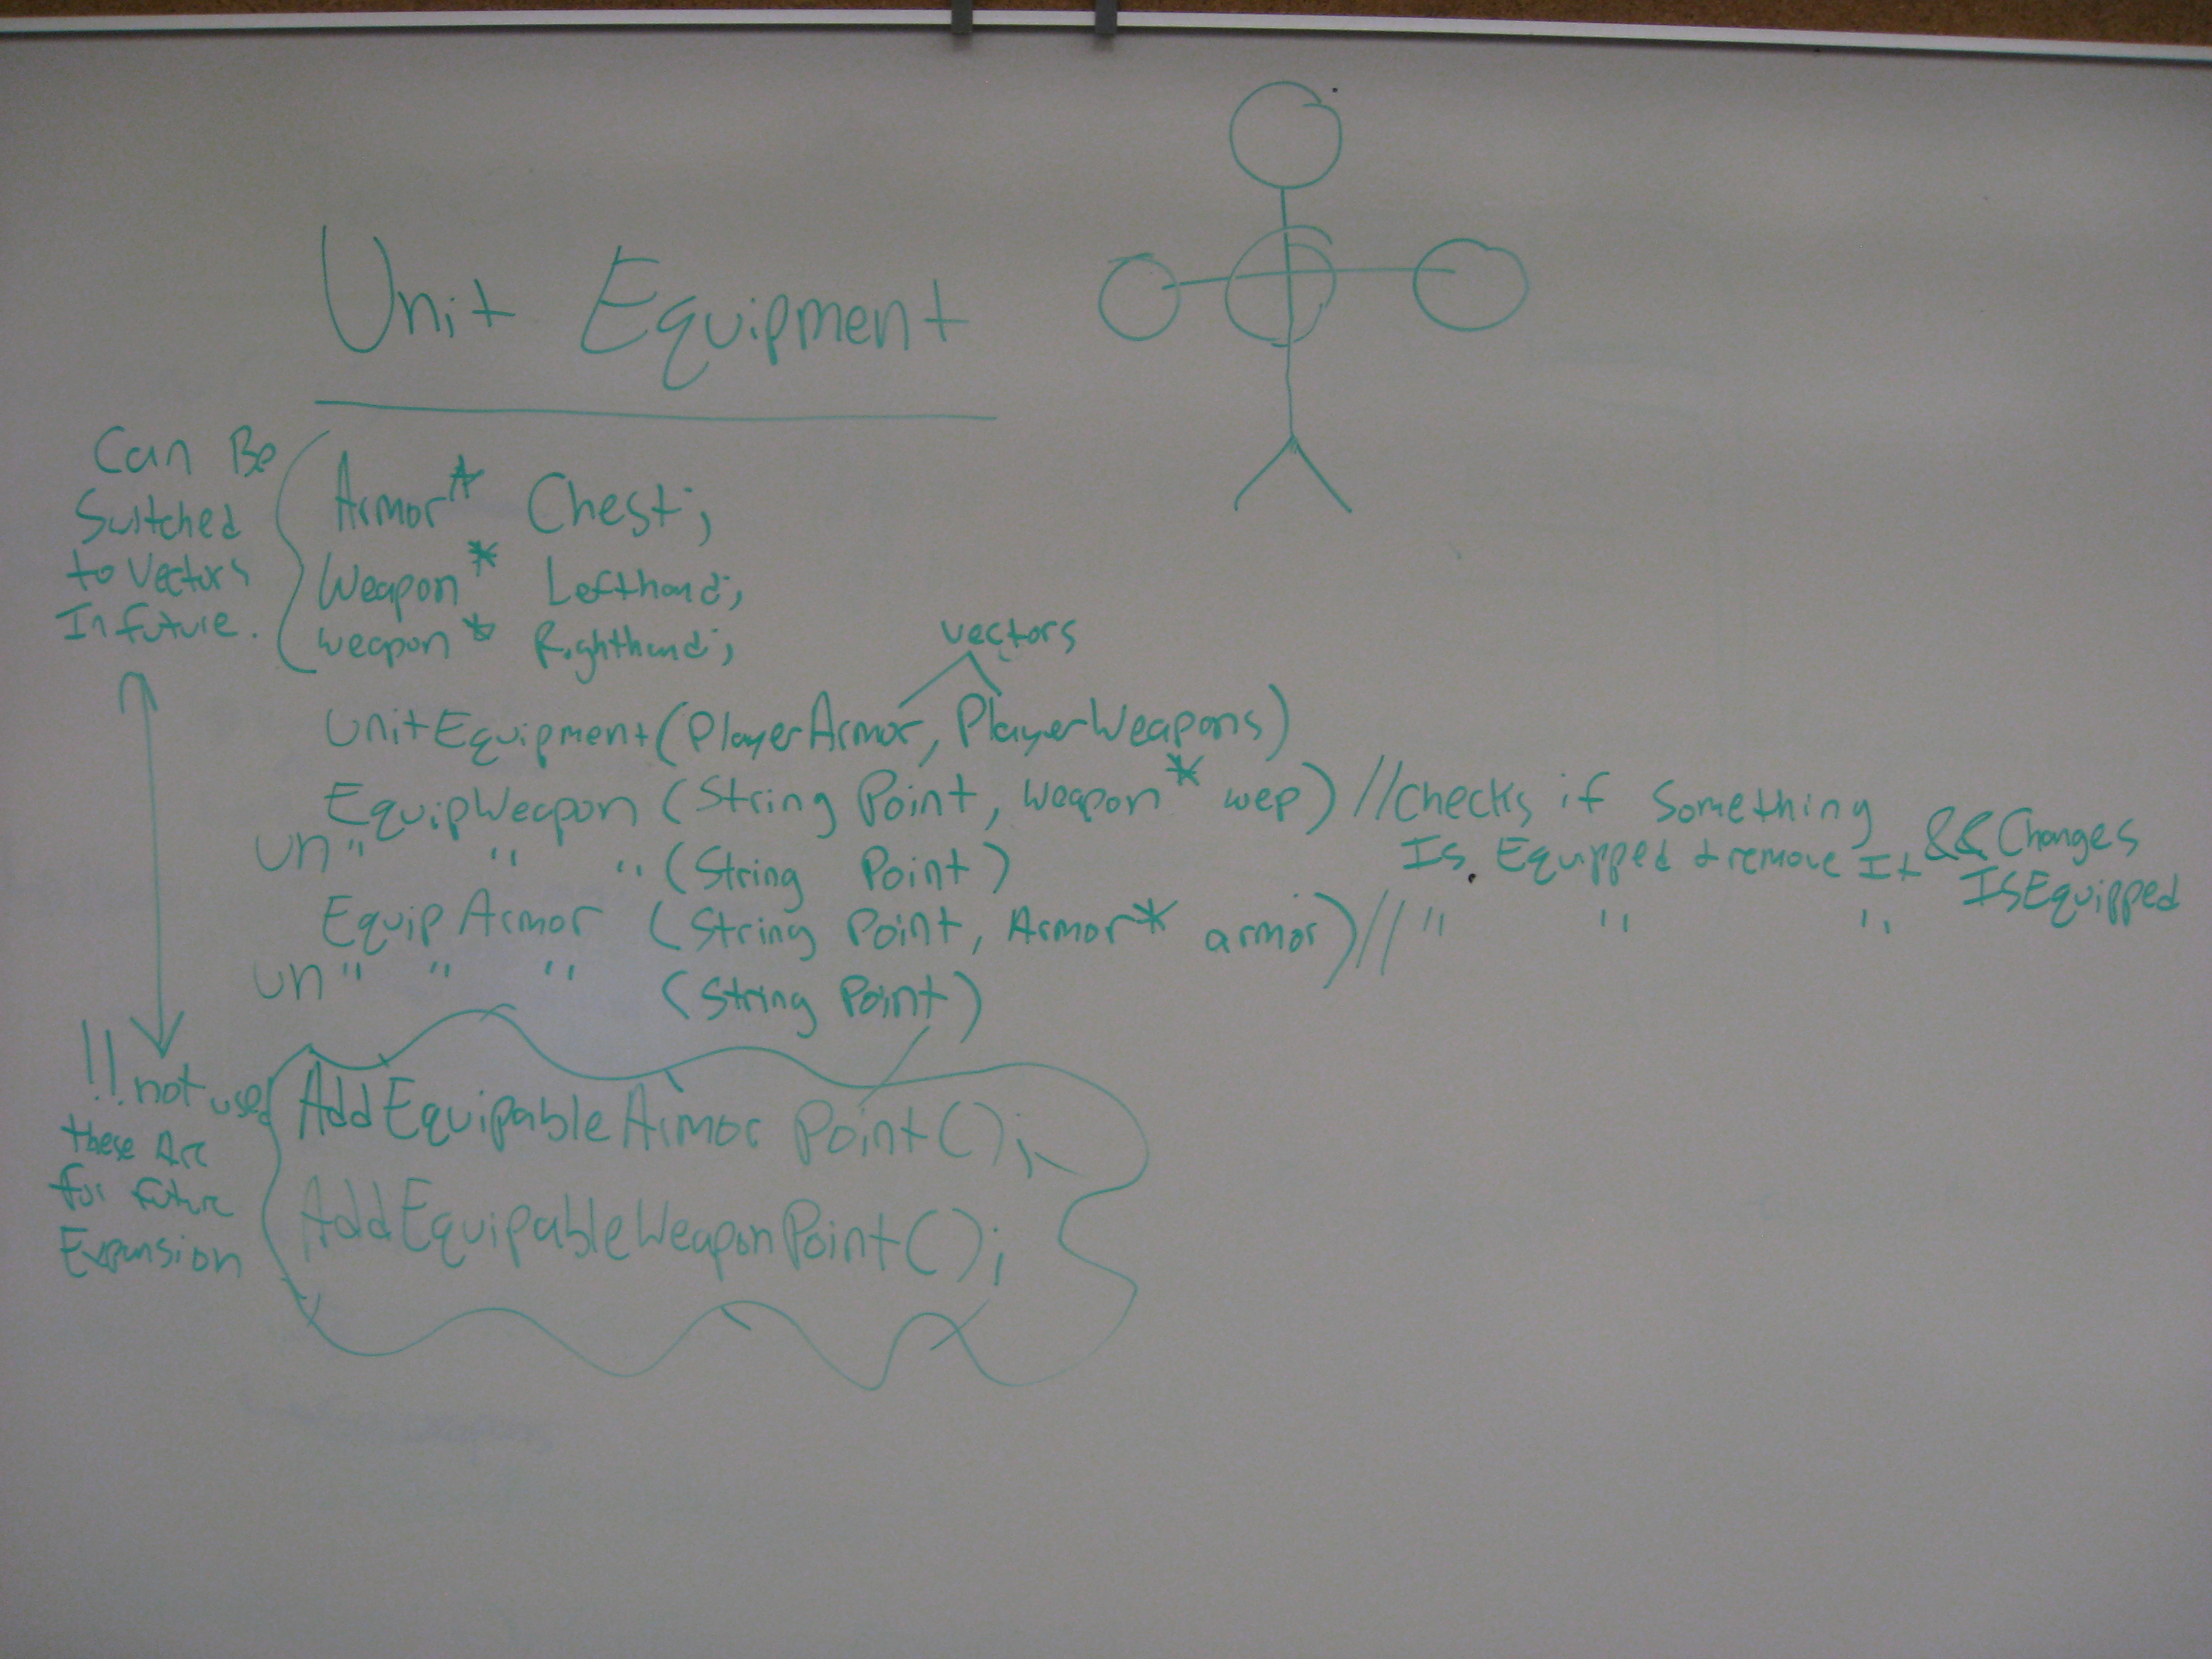 Unit Equipment
Can Be
Switched
to Vectors
In future.
Armor* Chest;
Weapon* Lefthand;
weapon* Righthand;
vectors
UnitEquipment(PlayerArmor, PlayerWeapons)
EquipWeapon (String Point, weapon* wep) //checks if Something
Is Equipped & remove It && Changes
IsEquipped
un " " " (String Point)
EquipArmor (String Point, Armor* armor) // " " "
un " " " (String Point)
!! not used
these Are
for future
Expansion
AddEquipableArmorPoint();
AddEquipableWeaponPoint();